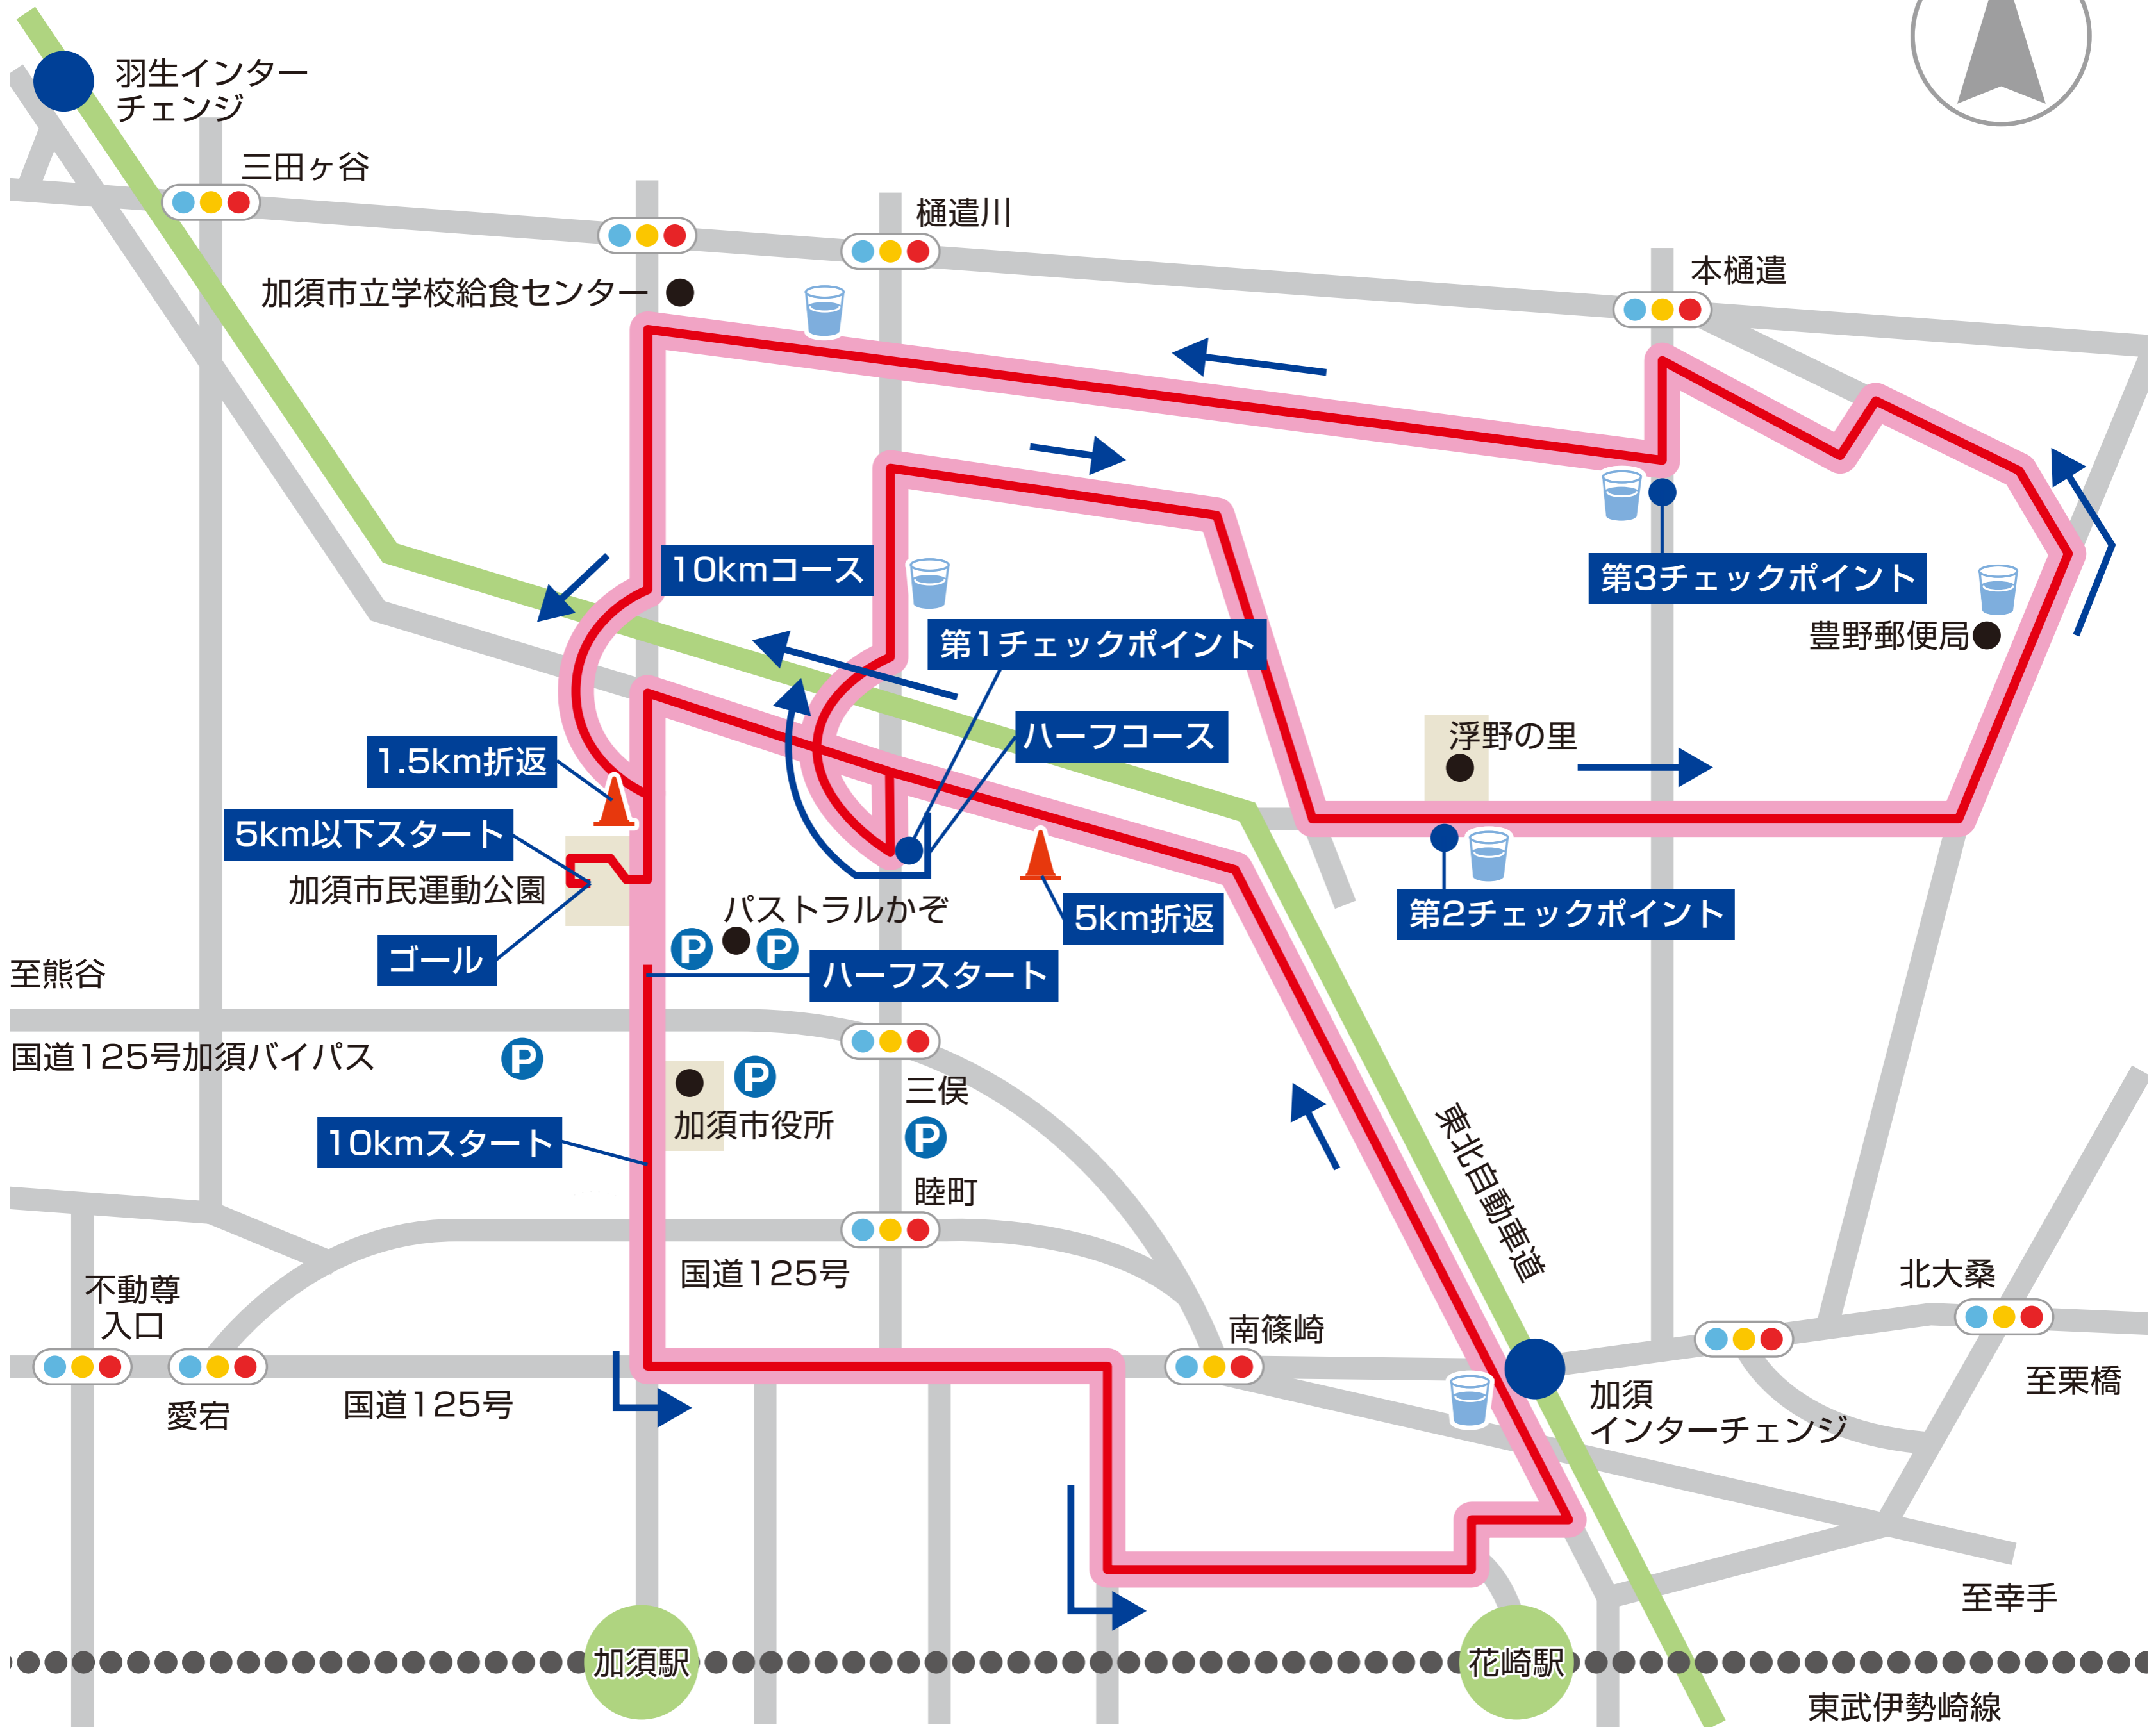 羽生インター
チェンジ
三田ヶ谷
樋遣川
本樋遣
加須市立学校給食センター
10kmコース
第3チェックポイント
第1チェックポイント
豊野郵便局
ハーフコース
浮野の里
1.5km折返
5km以下スタート
加須市民運動公園
パストラルかぞ
5km折返
第2チェックポイント
ゴール
ハーフスタート
至熊谷
国道125号加須バイパス
P
P
P
P
P
三俣
加須市役所
10kmスタート
睦町
東北自動車道
国道125号
不動尊
入口
北大桑
南篠崎
至栗橋
加須
インターチェンジ
愛宕
国道125号
至幸手
加須駅
花崎駅
東武伊勢崎線